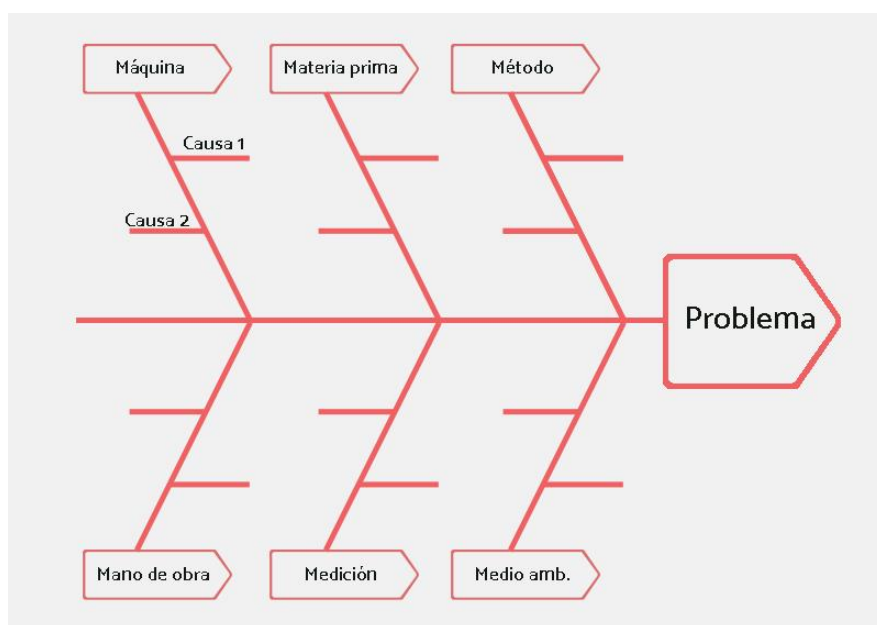 Máquina
Materia prima
Método
Causa 1
Causa 2
Problema
Mano de obra
Medición
Medio amb.